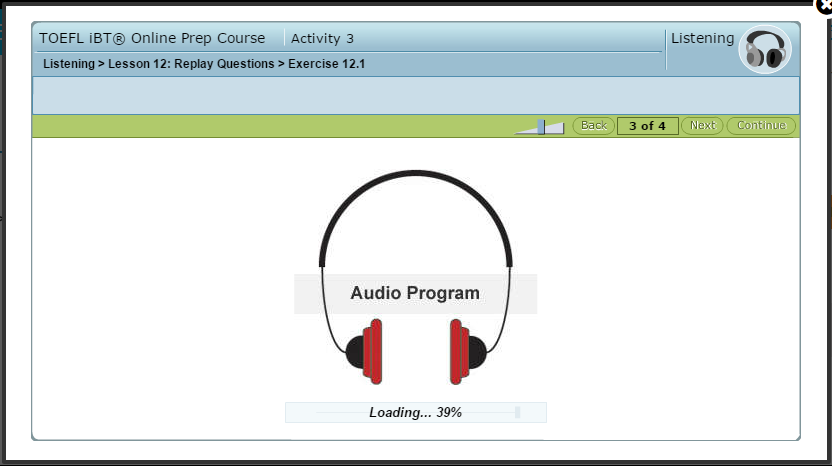 TOEFL iBT® Online Prep Course Activity 3 Listening
Listening > Lesson 12: Replay Questions > Exercise 12.1
Back 3 of 4 Next Continue
Audio Program
Loading... 39%